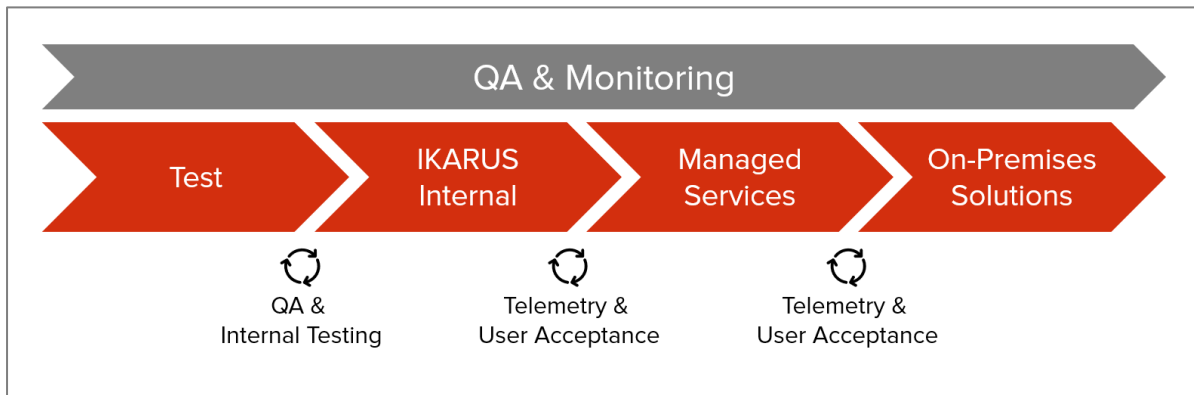 QA & Monitoring
Test
IKARUS
Internal
Managed
Services
On-Premises
Solutions
QA &
Internal Testing
Telemetry &
User Acceptance
Telemetry &
User Acceptance